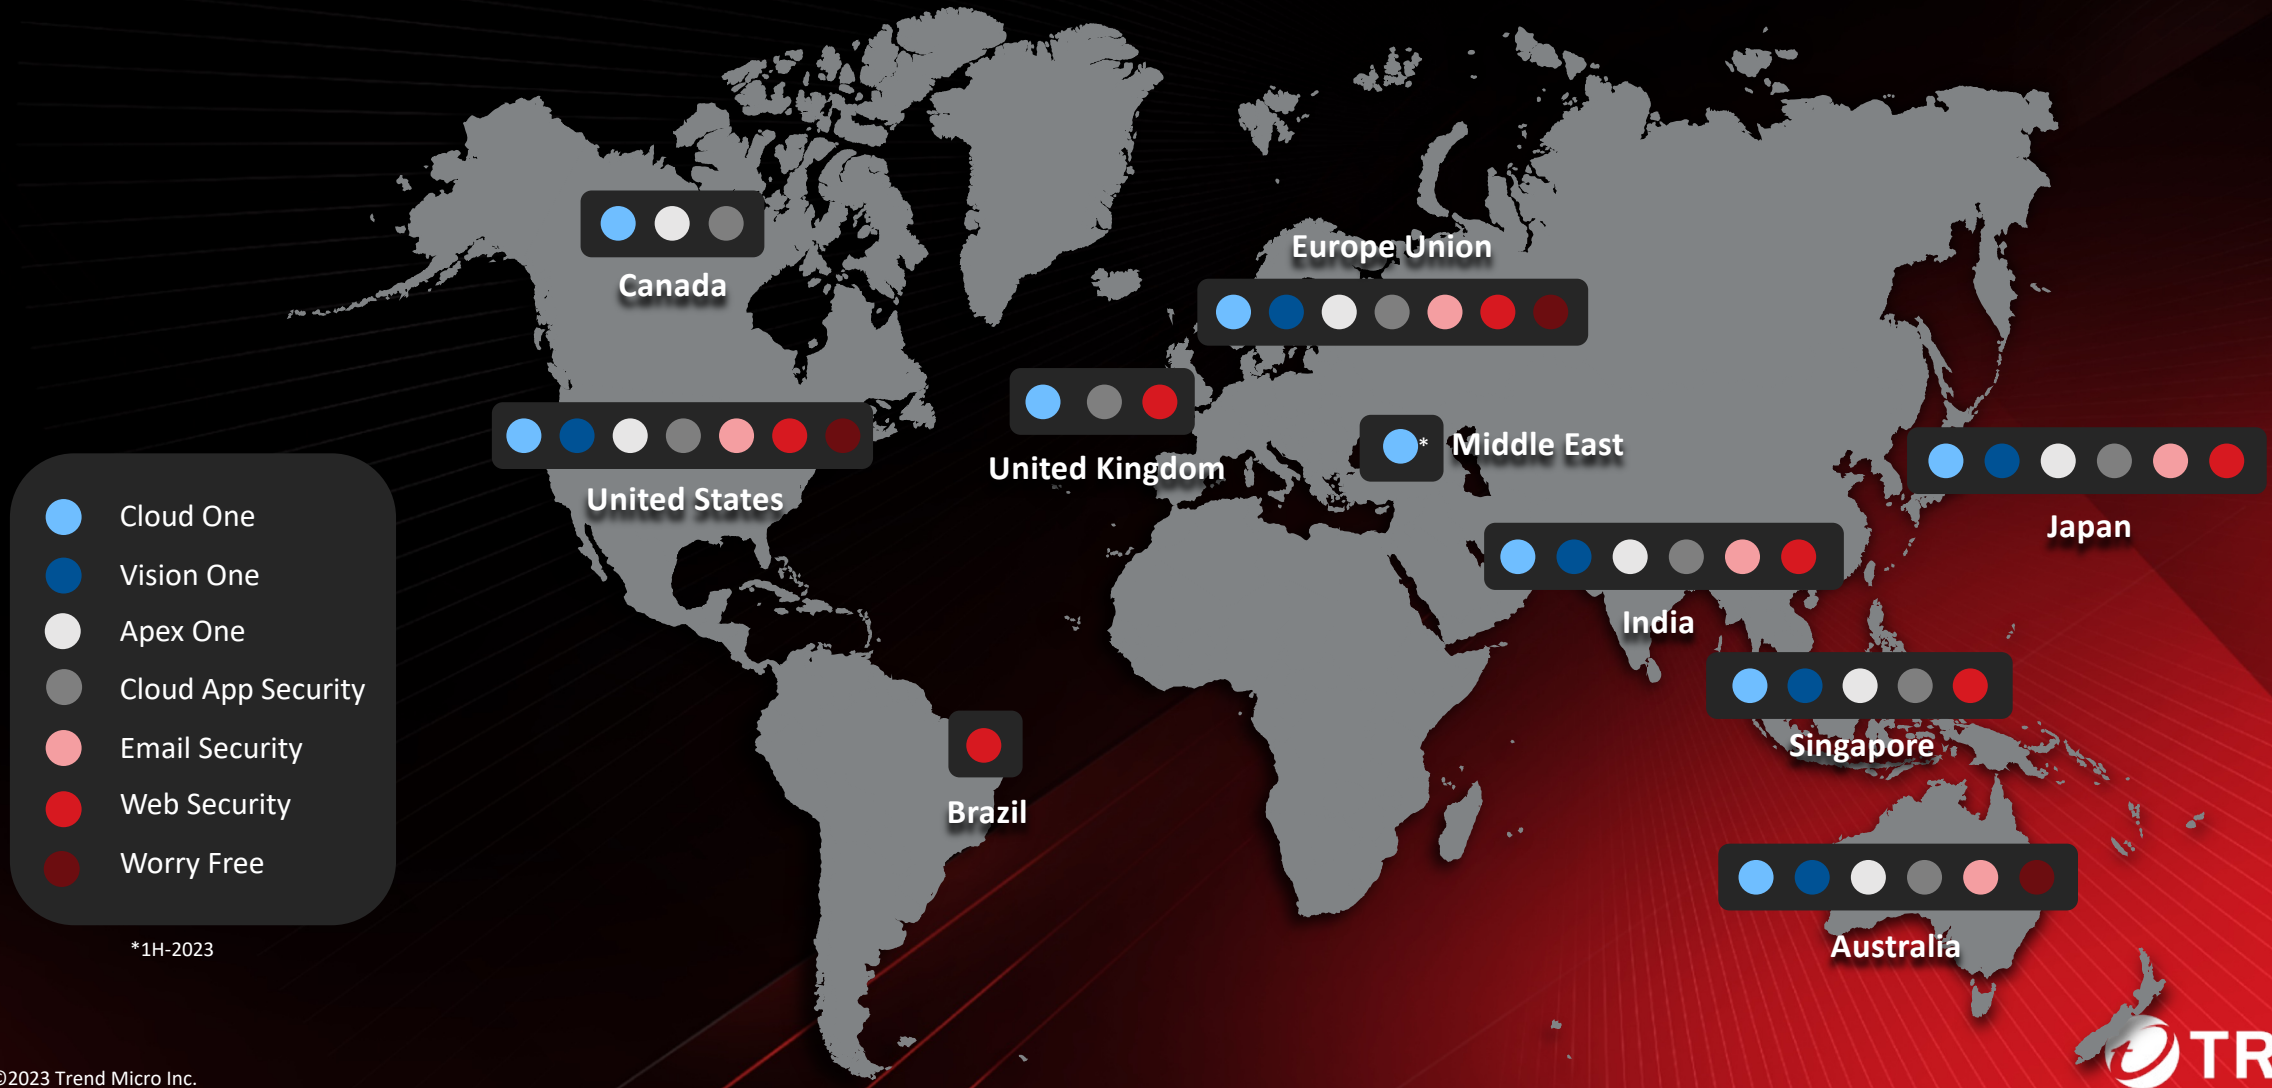 Canada
Europe Union
United Kingdom
* Middle East
United States
Japan
India
Singapore
Brazil
Australia
Cloud One
Vision One
Apex One
Cloud App Security
Email Security
Web Security
Worry Free
*1H-2023
©2023 Trend Micro Inc.
TR